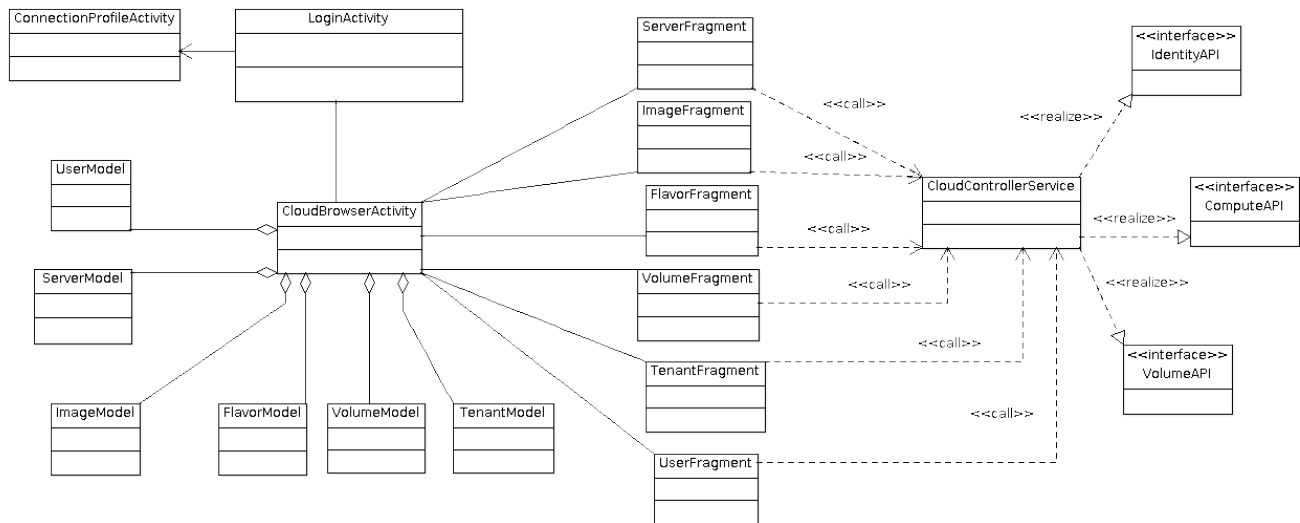 ConnectionProfileActivity
LoginActivity
ServerFragment
<<interface>>
IdentityAPI
<<call>>
ImageFragment
<<realize>>
<<call>>
UserModel
CloudControllerService
<<interface>>
ComputeAPI
FlavorFragment
CloudBrowserActivity
<<realize>>
<<call>>
ServerModel
VolumeFragment
<<call>>
<<realize>>
<<call>>
<<interface>>
VolumeAPI
TenantFragment
ImageModel
FlavorModel
VolumeModel
TenantModel
<<call>>
UserFragment